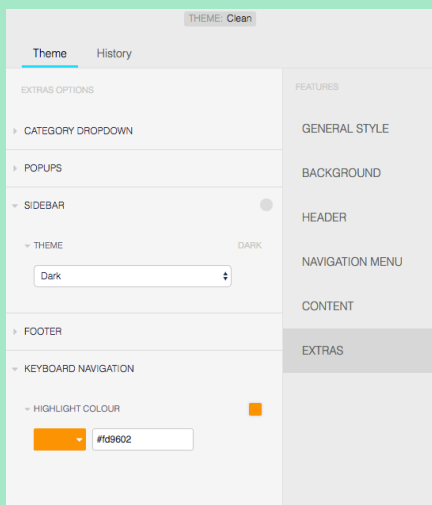 THEME: Clean
Theme History
EXTRAS OPTIONS
CATEGORY DROPDOWN
POPUPS
SIDEBAR
THEME DARK
Dark
FOOTER
KEYBOARD NAVIGATION
HIGHLIGHT COLOUR
#fd9602
FEATURES
GENERAL STYLE
BACKGROUND
HEADER
NAVIGATION MENU
CONTENT
EXTRAS